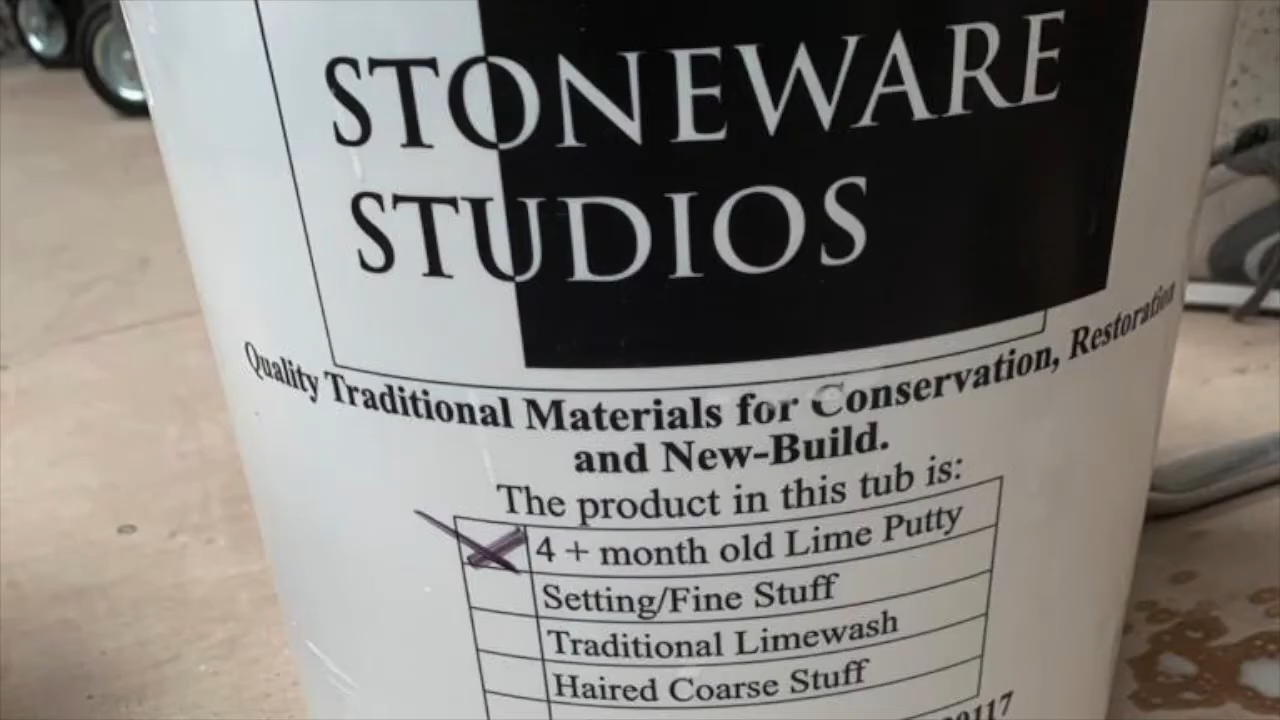 STONEWARE
STUDIOS
Quality Traditional Materials for Conservation, Restoration
and New-Build.
The product in this tub is:
4 + month old Lime Putty
Setting/Fine Stuff
Traditional Limewash
Haired Coarse Stuff